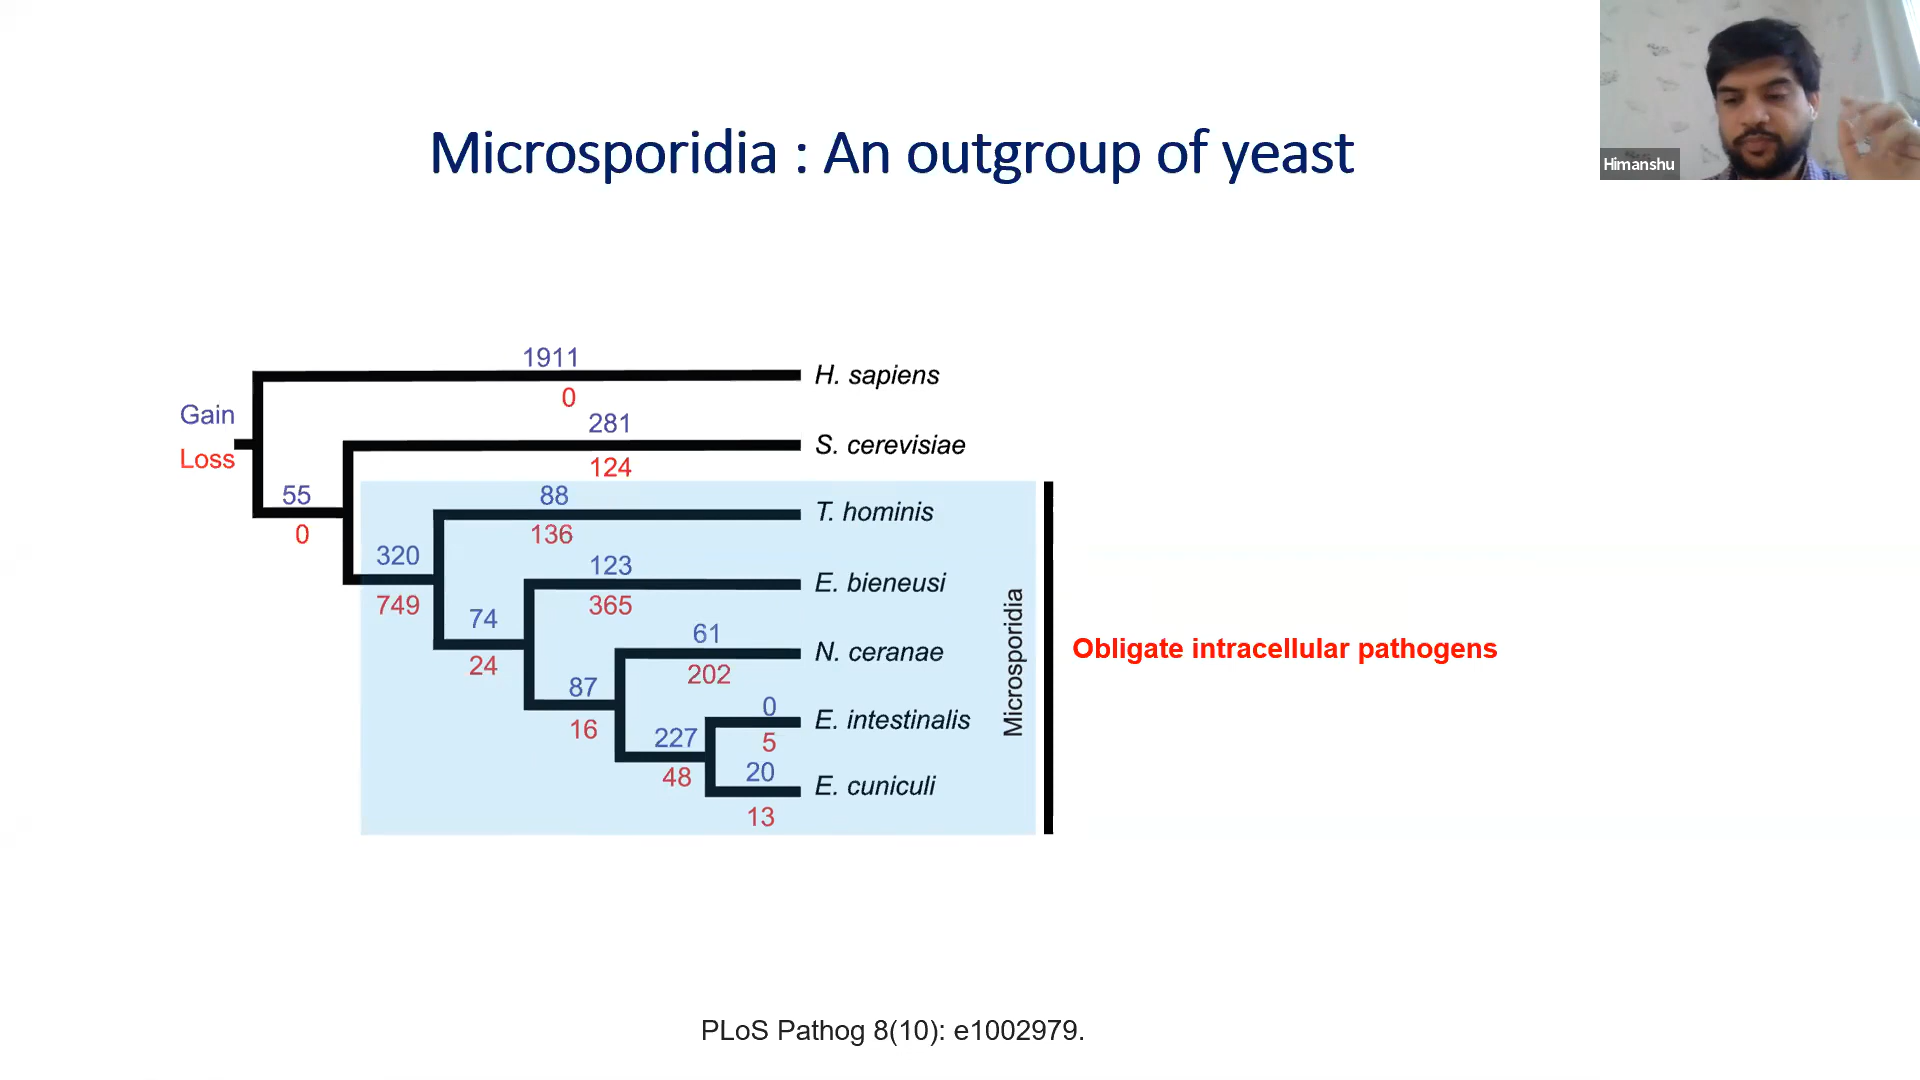 Himanshu
Microsporidia : An outgroup of yeast
1911
H. sapiens
0
Gain
281
S. cerevisiae
Loss
124
55
88
T. hominis
0
136
320
123
E. bieneusi
749
365
74
61
N. ceranae
24
202
87
0
E. intestinalis
16
227
5
48
20
E. cuniculi
13
Microsporidia
Obligate intracellular pathogens
PLoS Pathog 8(10): e1002979.